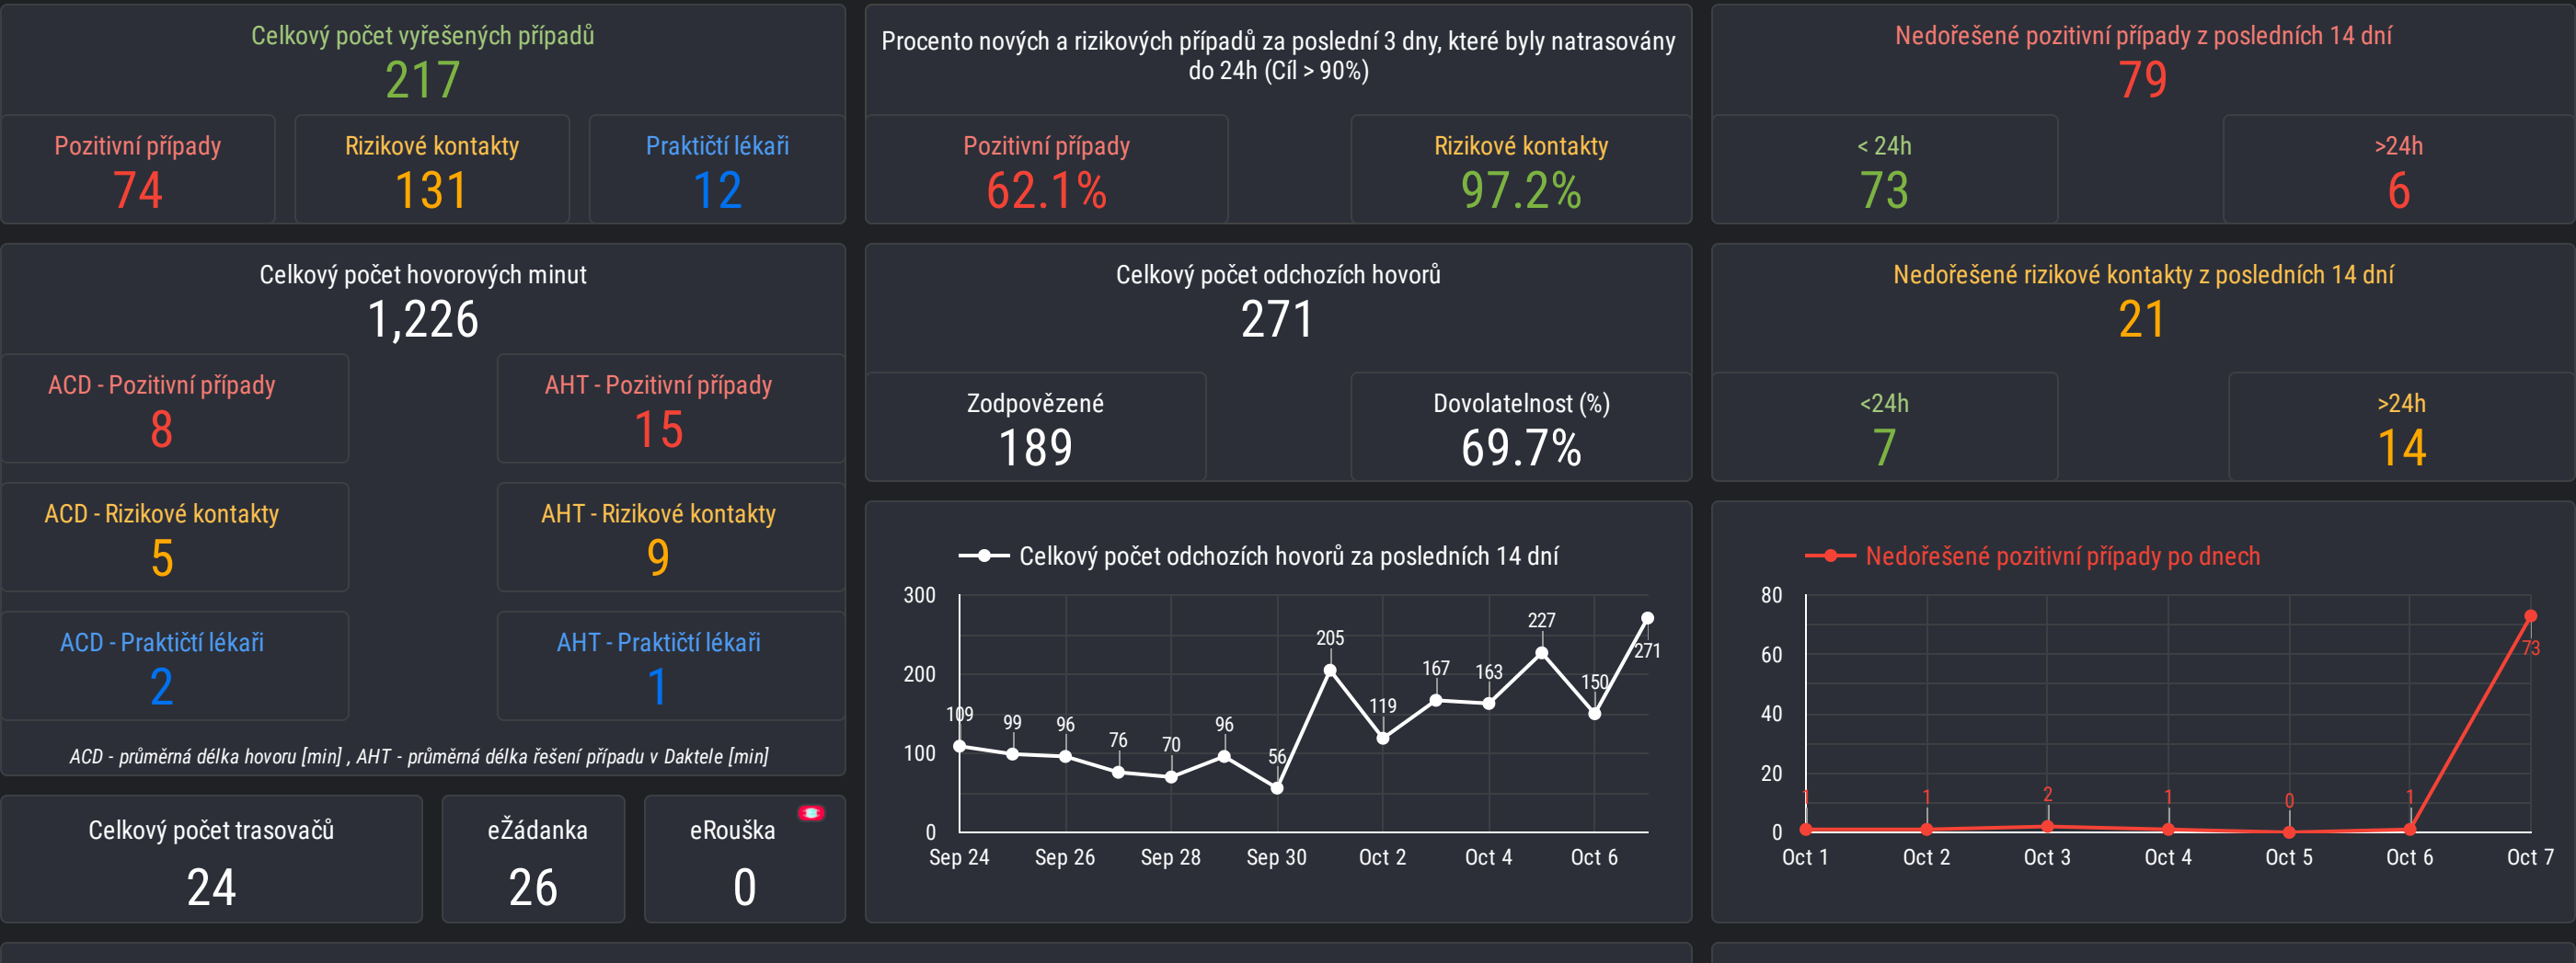 Celkový počet vyřešených případů
217
Pozitivní případy
74
Rizikové kontakty
131
Praktičtí lékaři
12
Procento nových a rizikových případů za poslední 3 dny, které byly natrasovány
do 24h (Cíl > 90%)
Pozitivní případy
62.1%
Rizikové kontakty
97.2%
Nedořešené pozitivní případy z posledních 14 dní
79
< 24h
73
>24h
6
Celkový počet hovorových minut
1,226
ACD - Pozitivní případy
8
AHT - Pozitivní případy
15
ACD - Rizikové kontakty
5
AHT - Rizikové kontakty
9
ACD - Praktičtí lékaři
2
AHT - Praktičtí lékaři
1
ACD - průměrná délka hovoru [min] , AHT - průměrná délka řešení případu v Daktele [min]
Celkový počet odchozích hovorů
271
Zodpovězené
189
Dovolatelnost (%)
69.7%
Nedořešené rizikové kontakty z posledních 14 dní
21
<24h
7
>24h
14
Celkový počet trasovačů
24
eŽádanka
26
eRouška
0
Celkový počet odchozích hovorů za posledních 14 dní
300
200
100
0
109
99
96
76
70
96
56
205
119
167
163
227
150
271
Sep 24
Sep 26
Sep 28
Sep 30
Oct 2
Oct 4
Oct 6
Nedořešené pozitivní případy po dnech
80
60
40
20
0
1
1
2
1
0
1
73
Oct 1
Oct 2
Oct 3
Oct 4
Oct 5
Oct 6
Oct 7